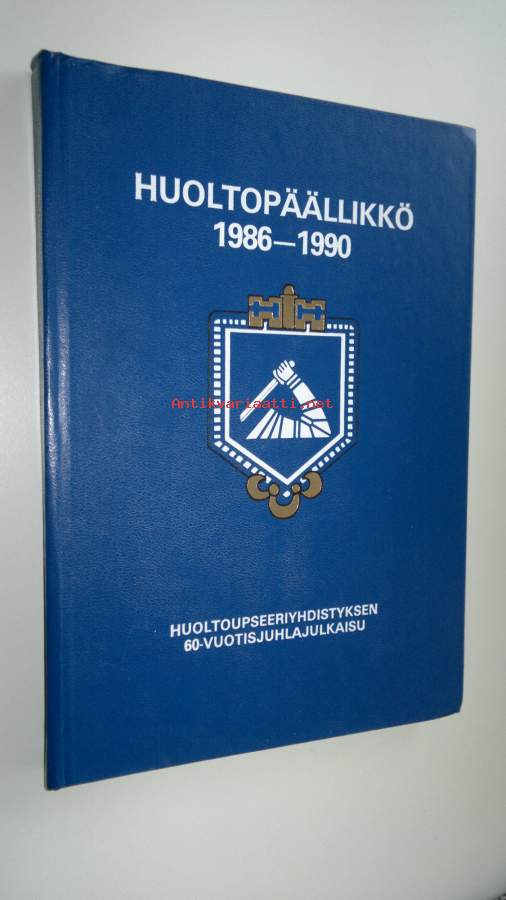 HUOLTOPÄÄLLIKKÖ
1986—1990
Antikvariaatti.net
HUOLTOUPSEERIYHDISTYKSEN
60-VUOTISJUHLAJULKAISU